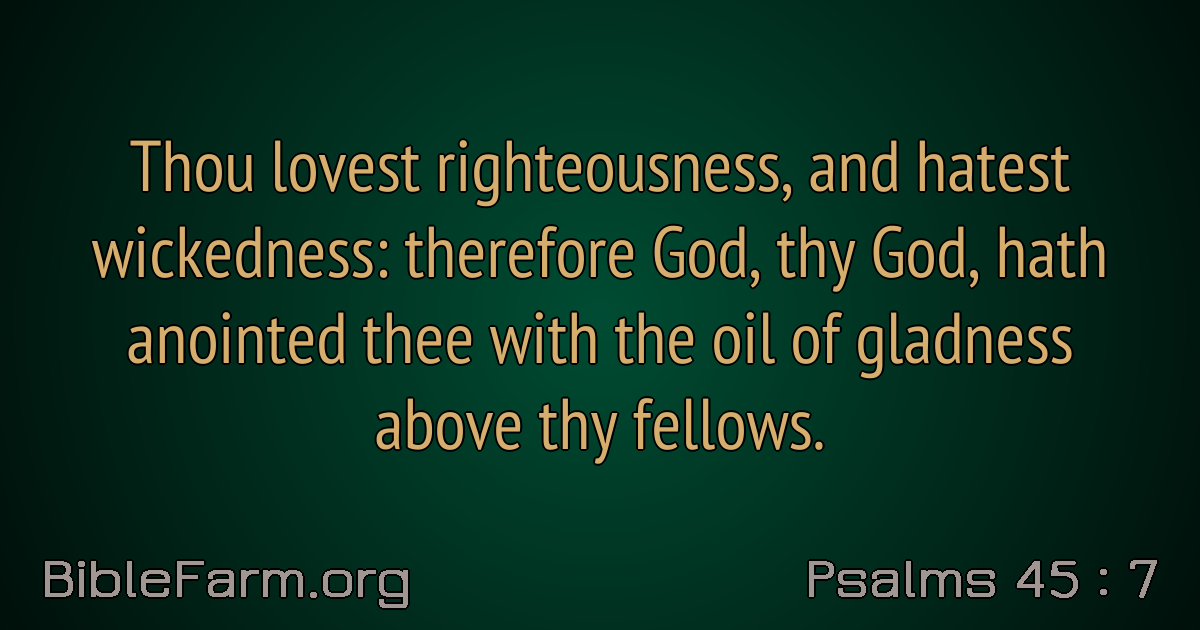 Thou lovest righteousness, and hatest
wickedness: therefore God, thy God, hath
anointed thee with the oil of gladness
above thy fellows.
BibleFarm.org
Psalms 45 : 7